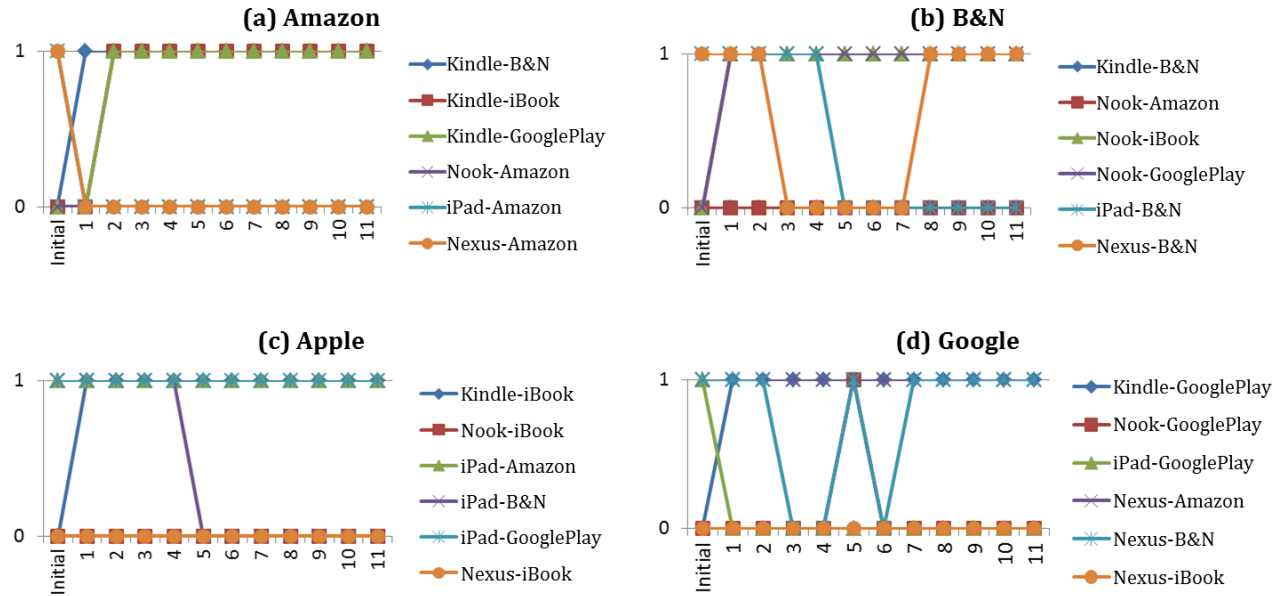 (a) Amazon
1
0
Initial
1
2
3
4
5
6
7
8
9
10
11
Kindle-B&N
Kindle-iBook
Kindle-GooglePlay
Nook-Amazon
iPad-Amazon
Nexus-Amazon
(b) B&N
1
0
Initial
1
2
3
4
5
6
7
8
9
10
11
Kindle-B&N
Nook-Amazon
Nook-iBook
Nook-GooglePlay
iPad-B&N
Nexus-B&N
(c) Apple
1
0
Initial
1
2
3
4
5
6
7
8
9
10
11
Kindle-iBook
Nook-iBook
iPad-Amazon
iPad-B&N
iPad-GooglePlay
Nexus-iBook
(d) Google
1
0
Initial
1
2
3
4
5
6
7
8
9
10
11
Kindle-GooglePlay
Nook-GooglePlay
iPad-GooglePlay
Nexus-Amazon
Nexus-B&N
Nexus-iBook